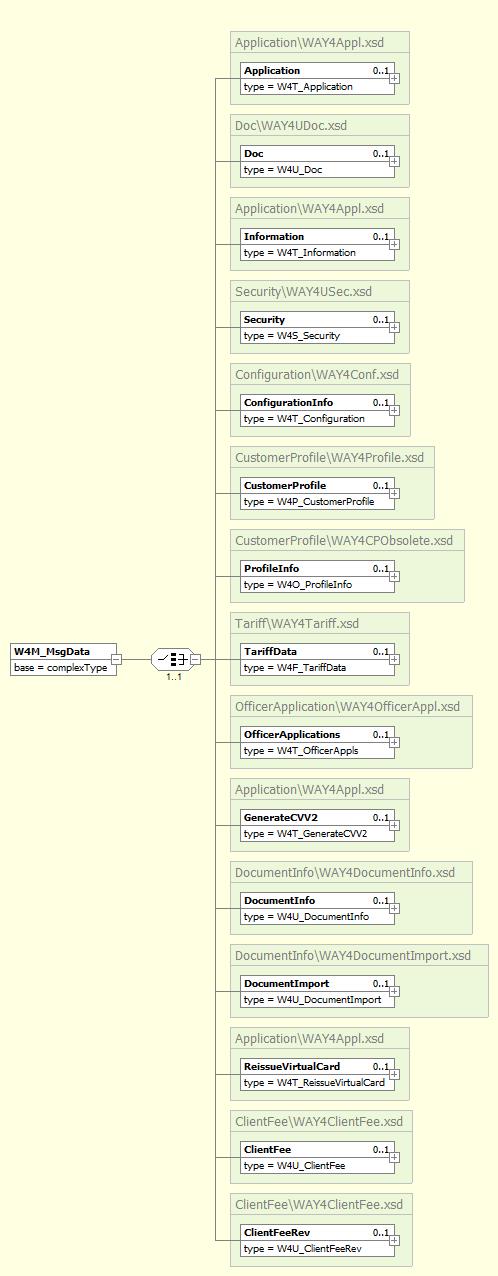 Application\WAY4Appl.xsd
Application 0..1
type = W4T_Application
Doc\WAY4UDoc.xsd
Doc 0..1
type = W4U_Doc
Application\WAY4Appl.xsd
Information 0..1
type = W4T_Information
Security\WAY4USec.xsd
Security 0..1
type = W4S_Security
Configuration\WAY4Conf.xsd
ConfigurationInfo 0..1
type = W4T_Configuration
CustomerProfile\WAY4Profile.xsd
CustomerProfile 0..1
type = W4P_CustomerProfile
CustomerProfile\WAY4CPObsolete.xsd
ProfileInfo 0..1
type = W4O_ProfileInfo
Tariff\WAY4Tariff.xsd
W4M_MsgData
base = complexType
1..1
TariffData 0..1
type = W4F_TariffData
OfficerApplication\WAY4OfficerAppl.xsd
OfficerApplications 0..1
type = W4T_OfficerAppls
Application\WAY4Appl.xsd
GenerateCVV2 0..1
type = W4T_GenerateCVV2
DocumentInfo\WAY4DocumentInfo.xsd
DocumentInfo 0..1
type = W4U_DocumentInfo
DocumentInfo\WAY4DocumentImport.xsd
DocumentImport 0..1
type = W4U_DocumentImport
Application\WAY4Appl.xsd
ReissueVirtualCard 0..1
type = W4T_ReissueVirtualCard
ClientFee\WAY4ClientFee.xsd
ClientFee 0..1
type = W4U_ClientFee
ClientFee\WAY4ClientFee.xsd
ClientFeeRev 0..1
type = W4U_ClientFeeRev